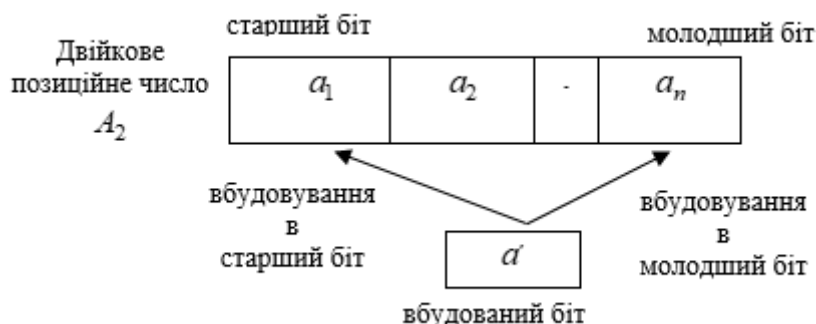 старший біт
молодший біт
Двійкове
позиційне число
A₂
a₁ a₂ - aₙ
вбудовування
в
старший біт
вбудовування
в
молодший біт
a′
вбудований біт